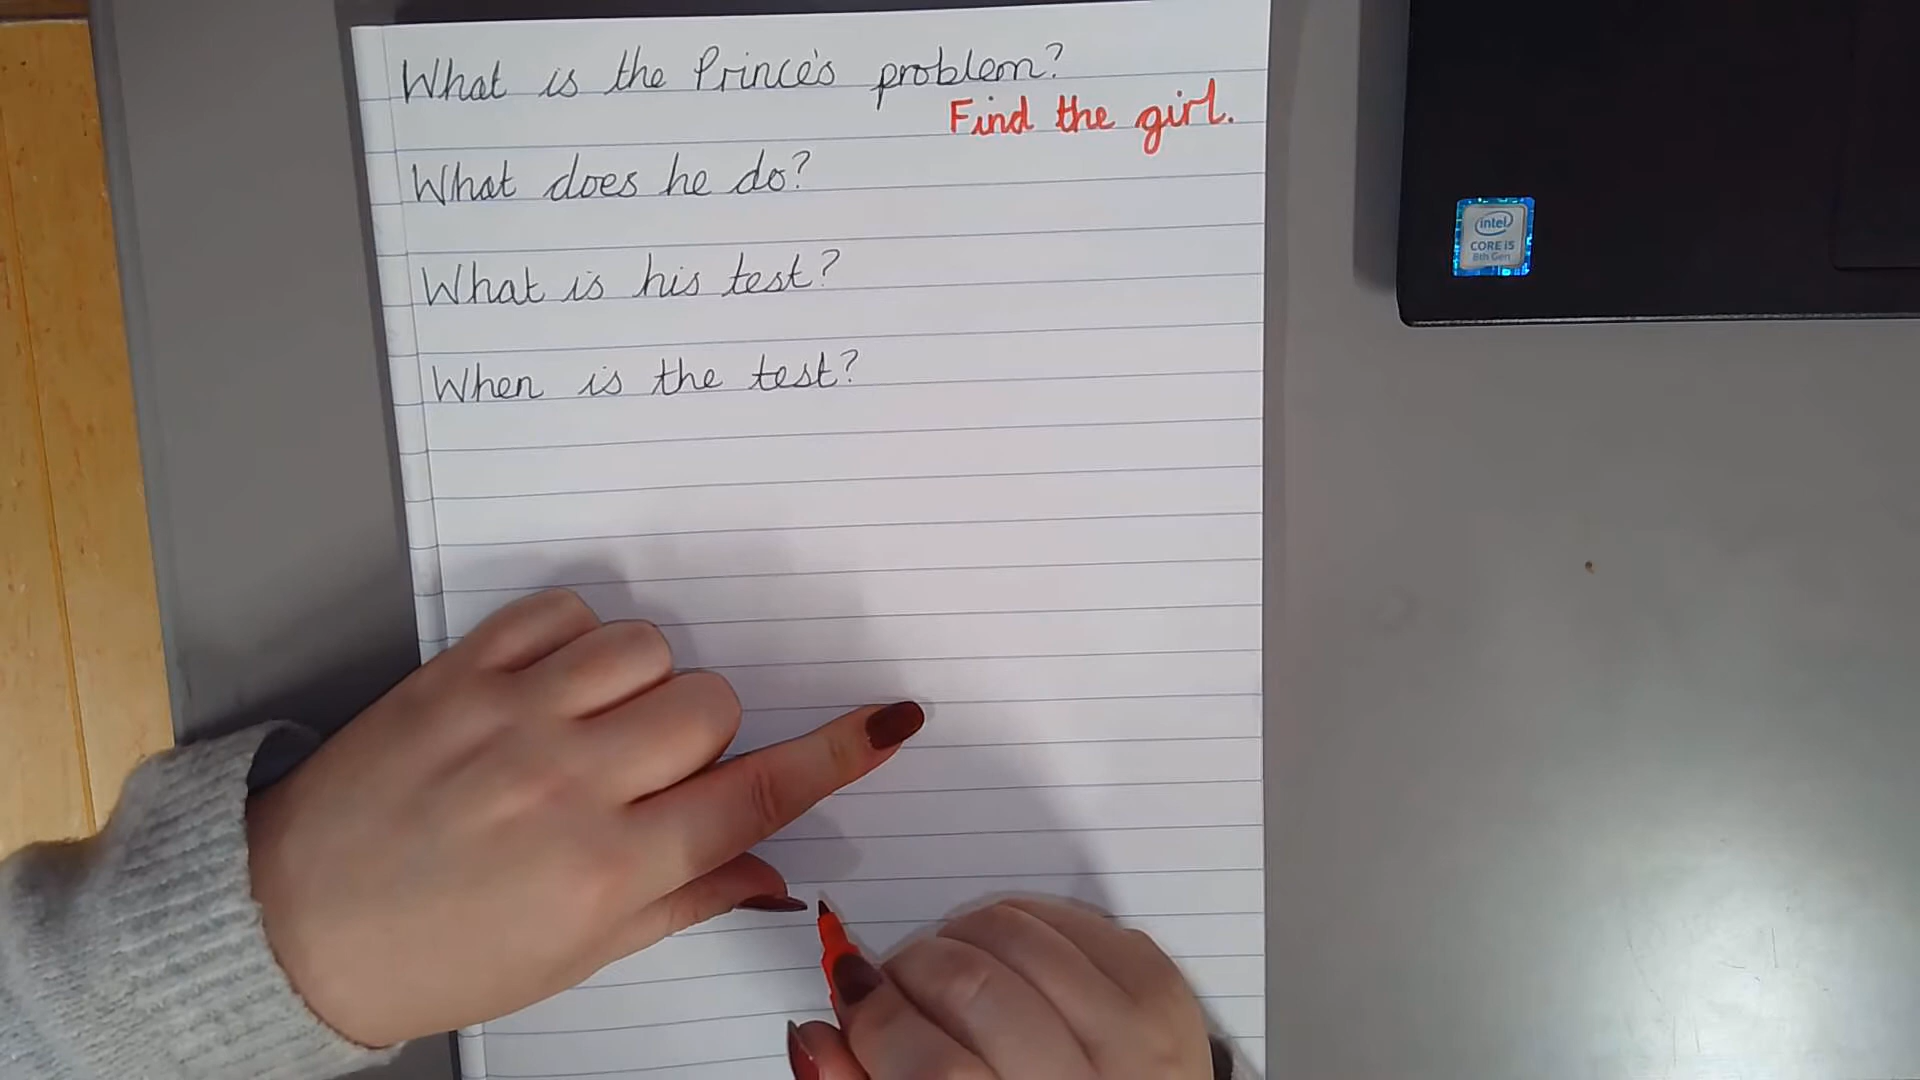 What is the Prince's problem?
Find the girl.
What does he do?
What is his test?
When is the test?
intel
CORE i5
8th Gen